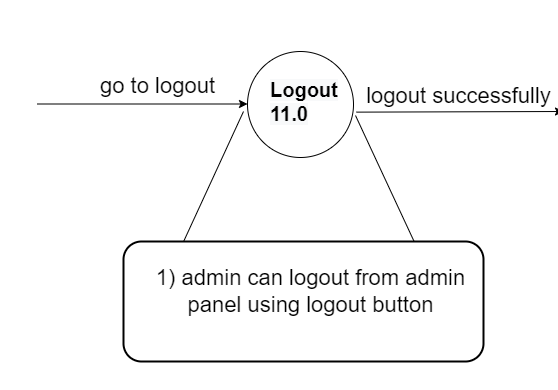 go to logout
Logout
11.0
logout successfully
1) admin can logout from admin
panel using logout button